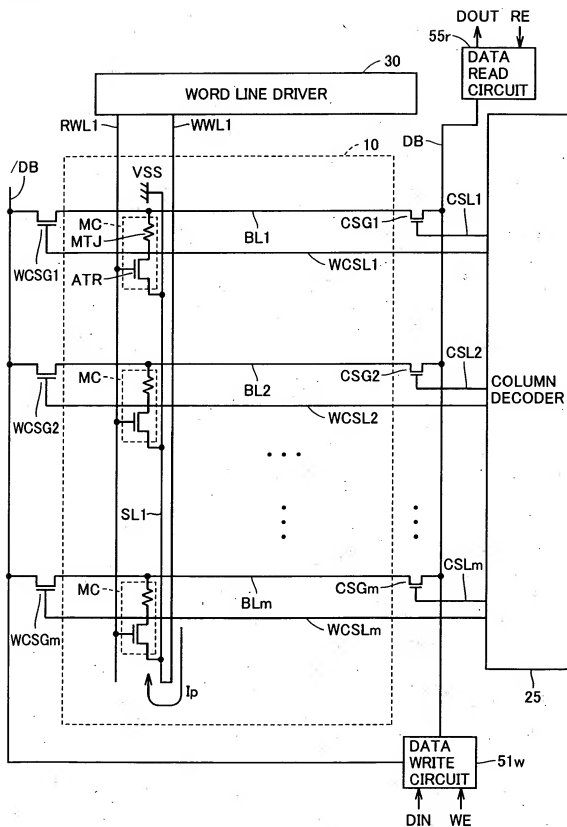 DOUT RE
55r
DATA
READ
CIRCUIT
30
WORD LINE DRIVER
RWL1
WWL1
DB
/DB
10
VSS
MC
MTJ
ATR
WCSG1
BL1
CSG1
CSL1
WCSL1
MC
WCSG2
BL2
CSG2
CSL2
WCSL2
COLUMN
DECODER
SL1
MC
WCSGm
BLm
CSGm
CSLm
WCSLm
Ip
25
DATA
WRITE
CIRCUIT
51w
DIN WE